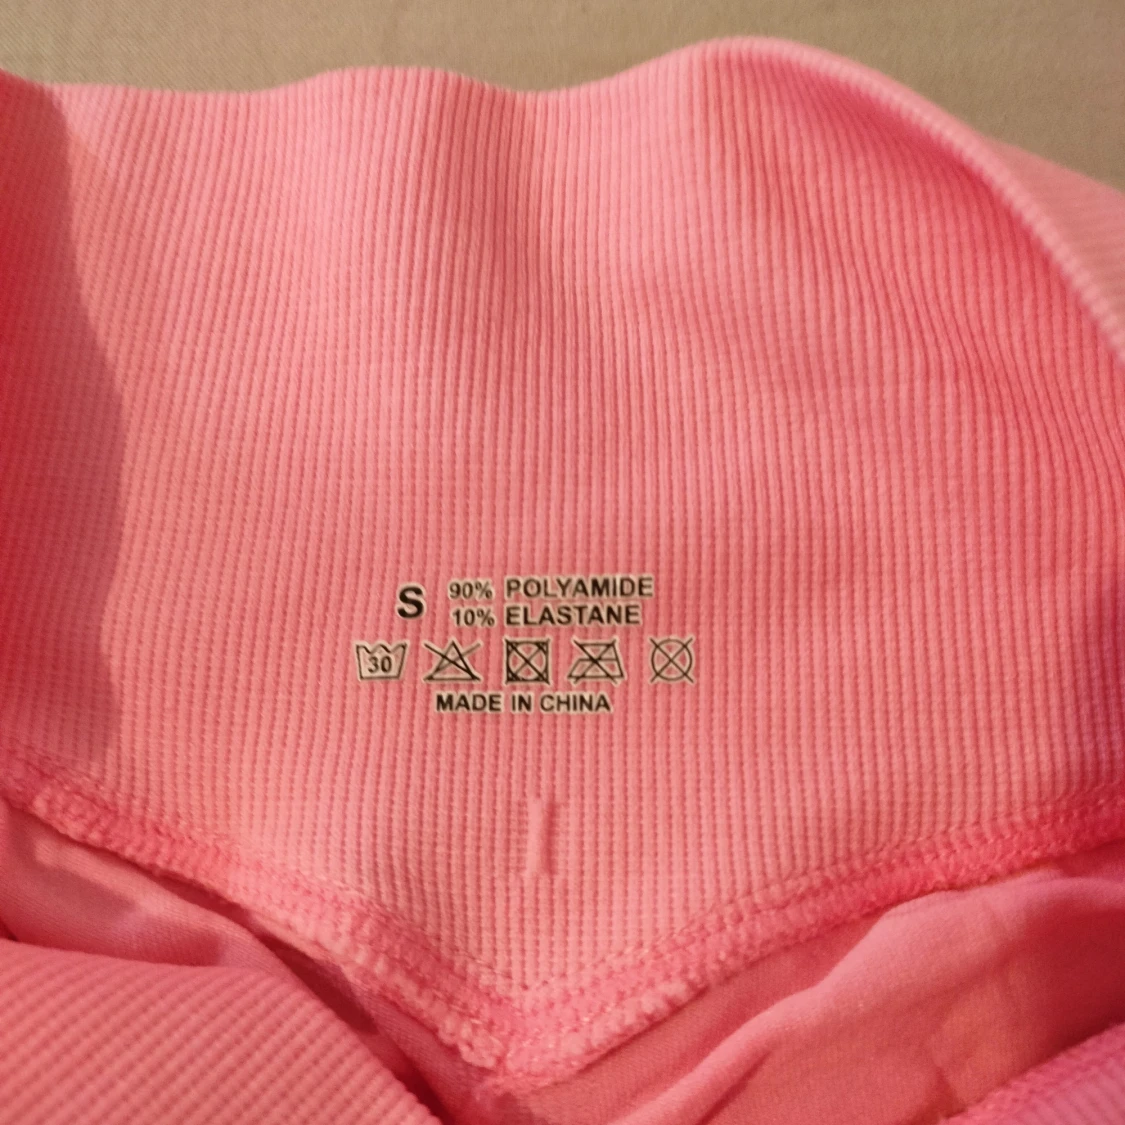 S 90% POLYAMIDE
10% ELASTANE
30
MADE IN CHINA